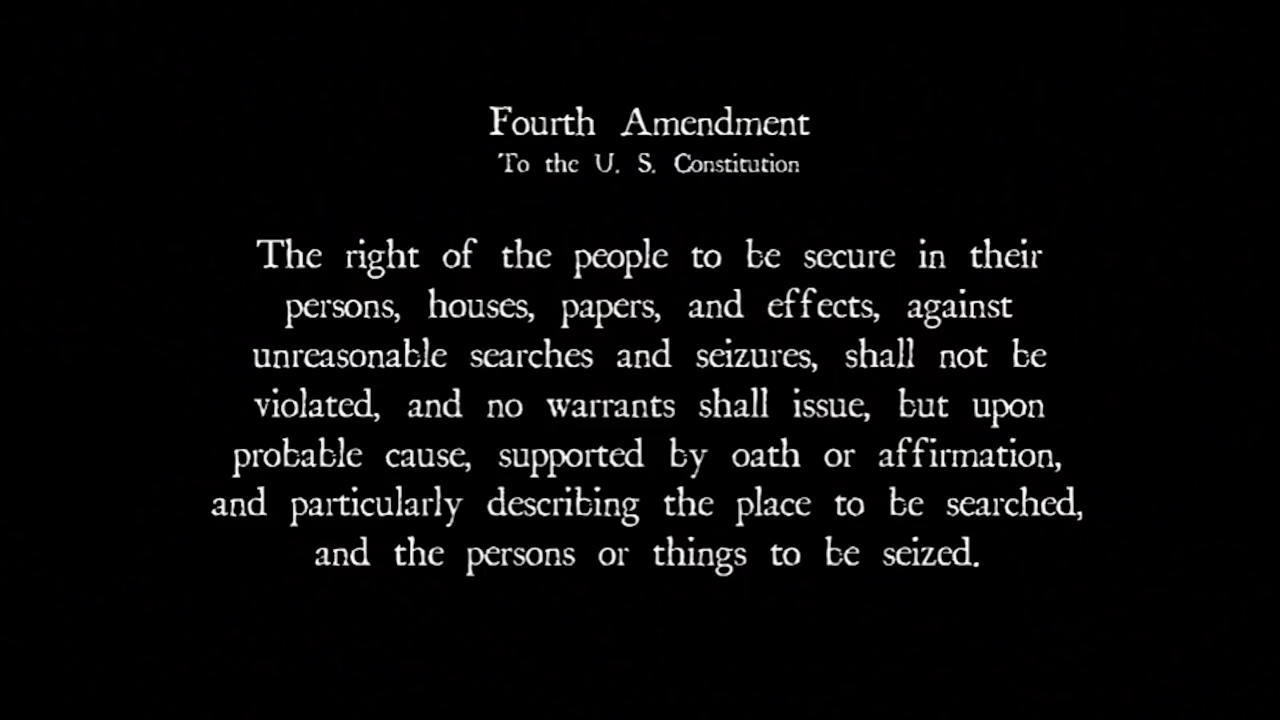 Fourth Amendment
To the U. S. Constitution
The right of the people to be secure in their
persons, houses, papers, and effects, against
unreasonable searches and seizures, shall not be
violated, and no warrants shall issue, but upon
probable cause, supported by oath or affirmation,
and particularly describing the place to be searched,
and the persons or things to be seized.